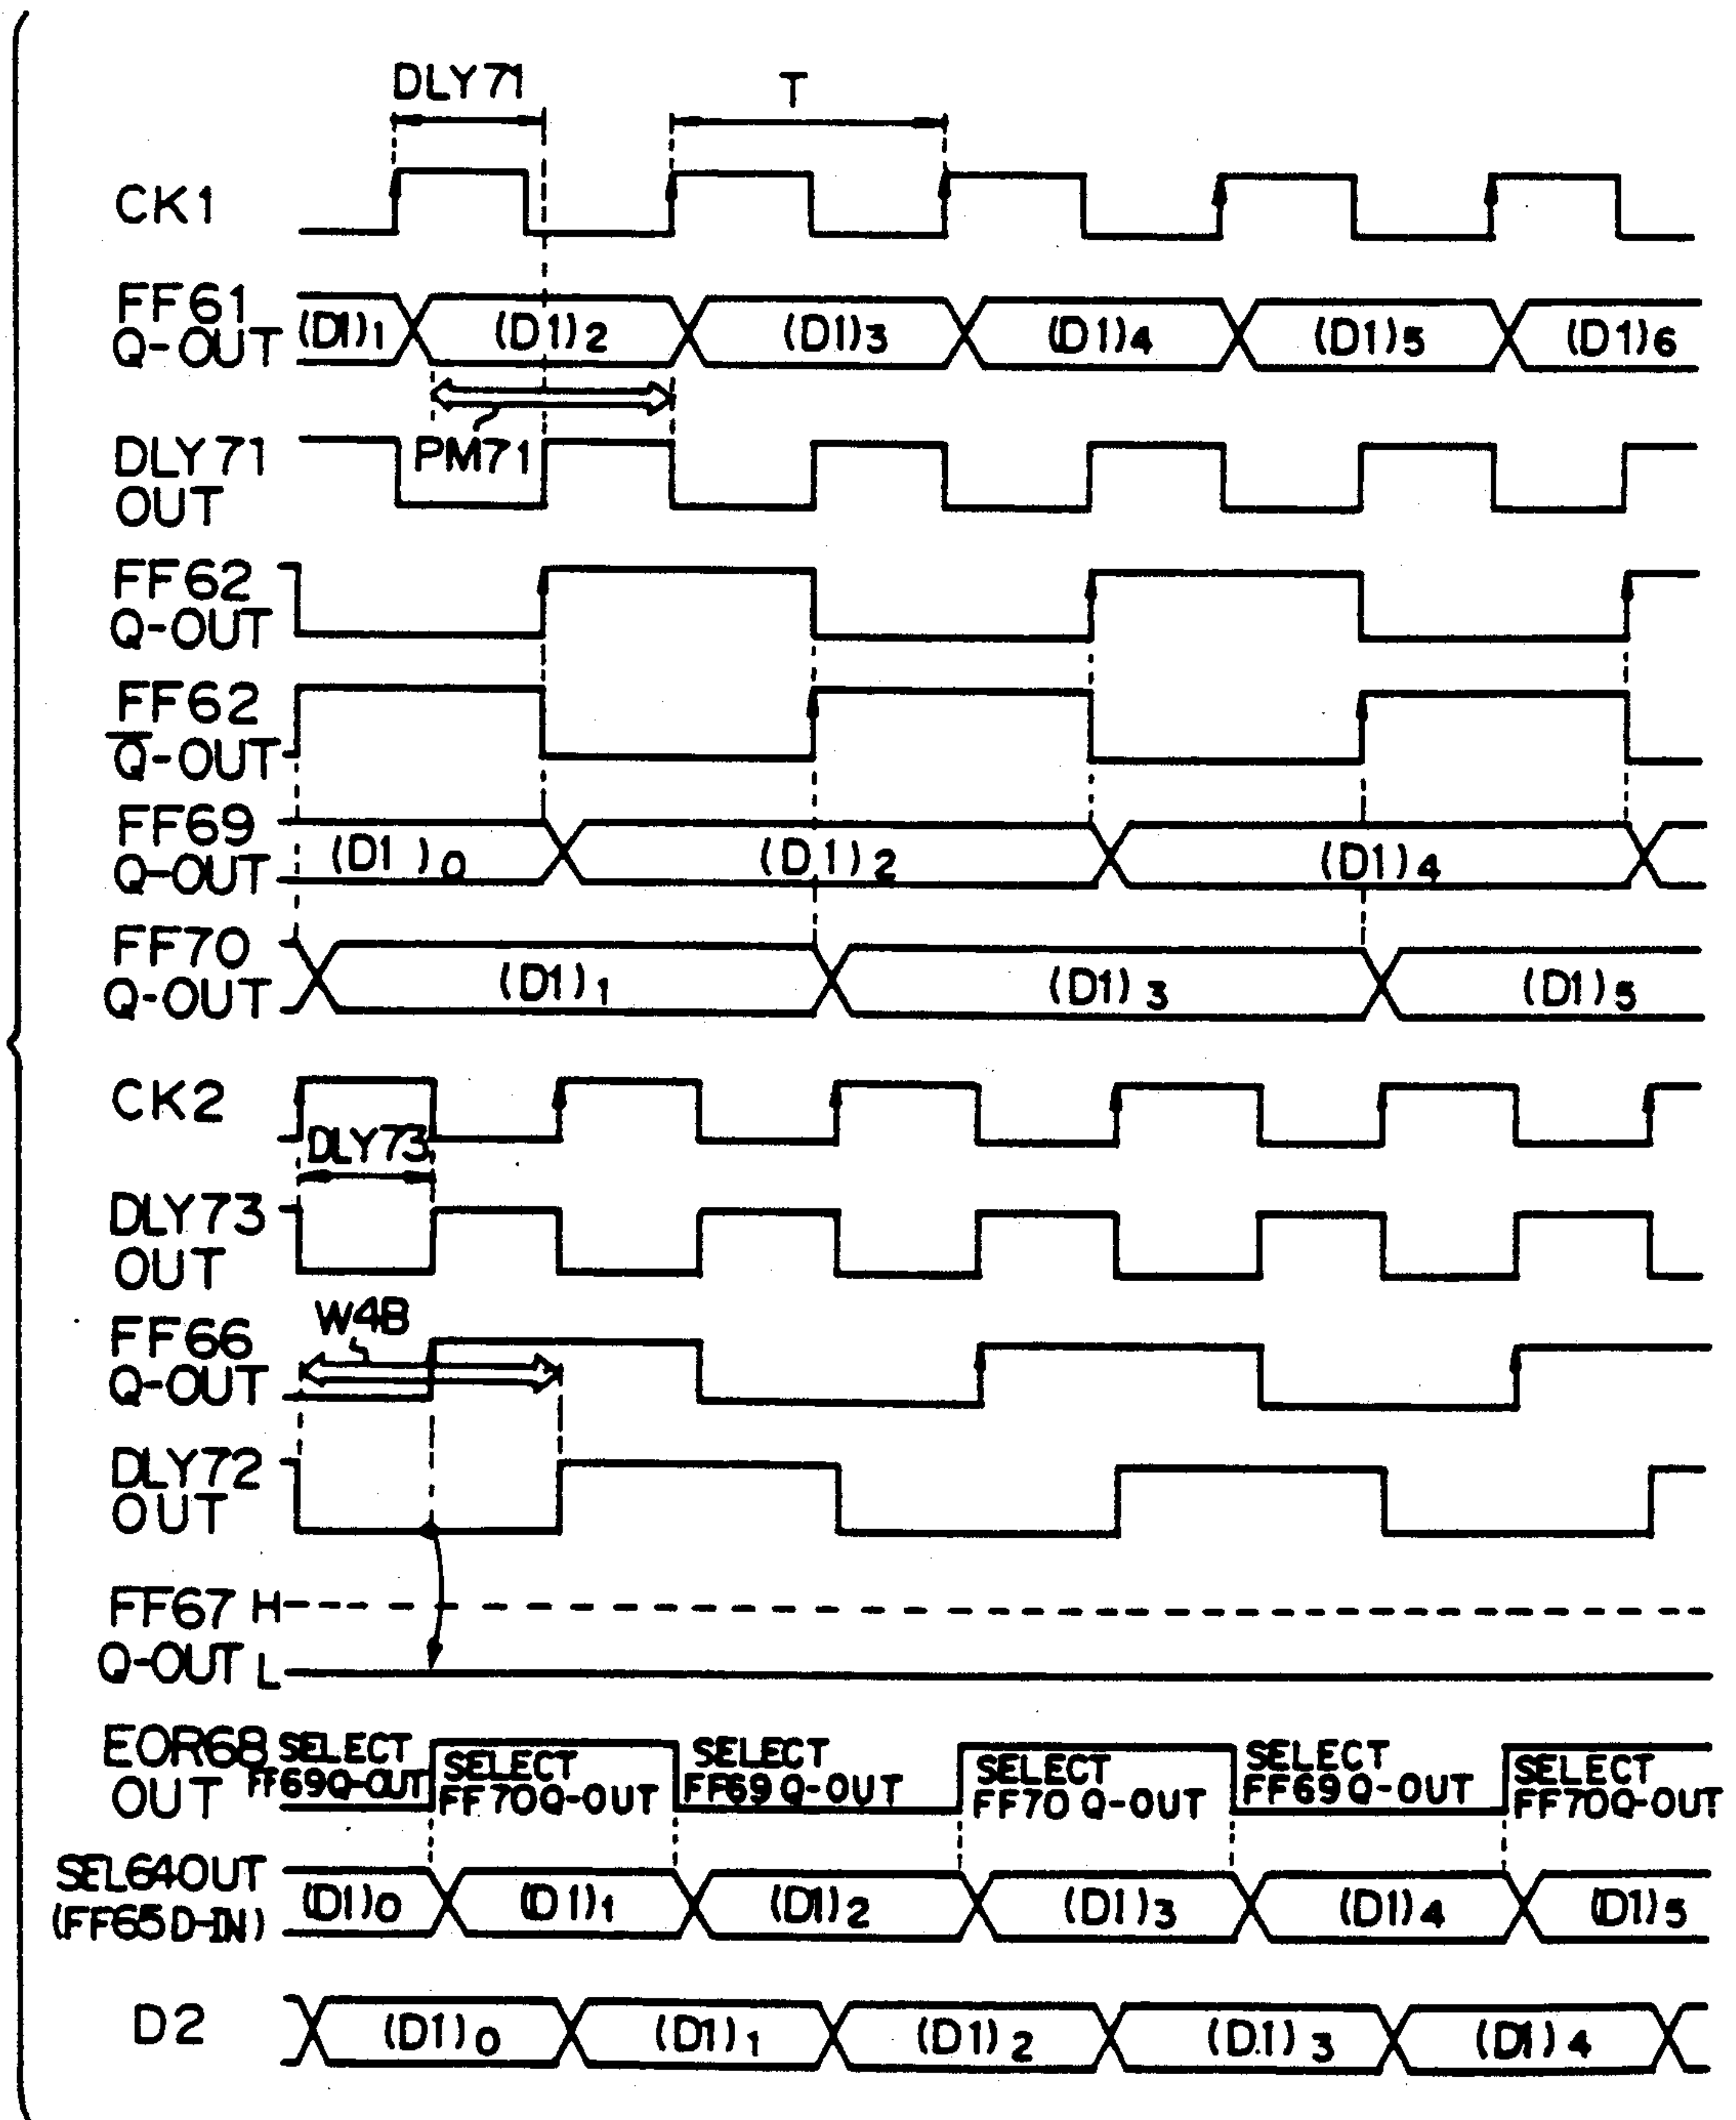 DLY71 T
CK1
FF61
Q-OUT (D1)1 (D1)2 (D1)3 (D1)4 (D1)5 (D1)6
PM71
DLY71
OUT
FF62
Q-OUT
FF62
Q̅-OUT
FF69
Q-OUT (D1)0 (D1)2 (D1)4
FF70
Q-OUT (D1)1 (D1)3 (D1)5
CK2
DLY73
DLY73
OUT
W4B
FF66
Q-OUT
DLY72
OUT
FF67 H
Q-OUT L
EOR68
OUT
SELECT
FF69Q-OUT
SELECT
FF70Q-OUT
SELECT
FF69Q-OUT
SELECT
FF70Q-OUT
SELECT
FF69Q-OUT
SELECT
FF70Q-OUT
SEL64OUT
(FF65D-IN) (D1)0 (D1)1 (D1)2 (D1)3 (D1)4 (D1)5
D2 (D1)0 (D1)1 (D1)2 (D1)3 (D1)4